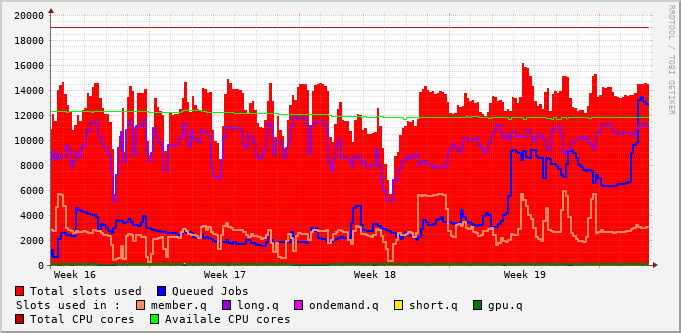 20000
18000
16000
14000
12000
10000
8000
6000
4000
2000
0
Week 16 Week 17 Week 18 Week 19
RRDTOOL / TOBI OETIKER
Total slots used Queued Jobs
Slots used in : member.q long.q ondemand.q short.q gpu.q
Total CPU cores Availale CPU cores